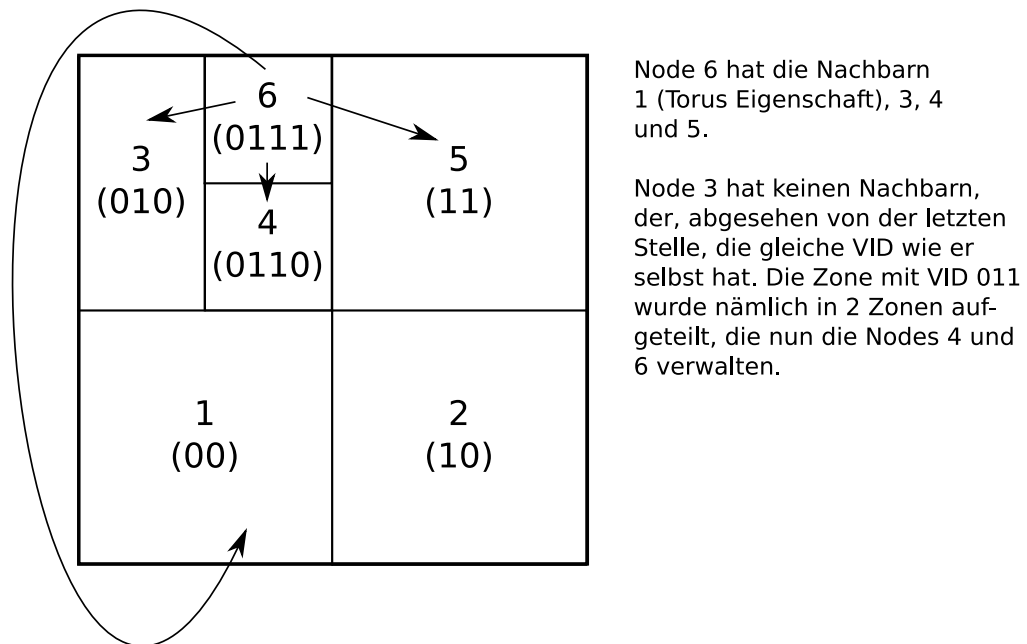 6
(0111)
3
(010)
5
(11)
4
(0110)
1
(00)
2
(10)
Node 6 hat die Nachbarn
1 (Torus Eigenschaft), 3, 4
und 5.
Node 3 hat keinen Nachbarn,
der, abgesehen von der letzten
Stelle, die gleiche VID wie er
selbst hat. Die Zone mit VID 011
wurde nämlich in 2 Zonen auf-
geteilt, die nun die Nodes 4 und
6 verwalten.